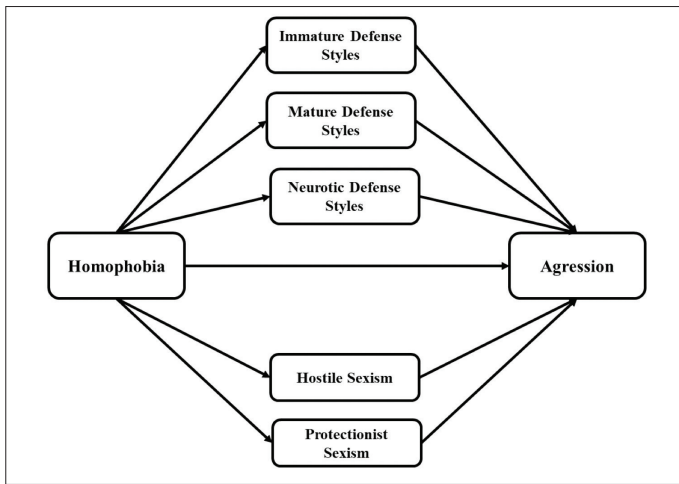 Immature Defense
Styles
Mature Defense
Styles
Neurotic Defense
Styles
Homophobia
Agression
Hostile Sexism
Protectionist
Sexism